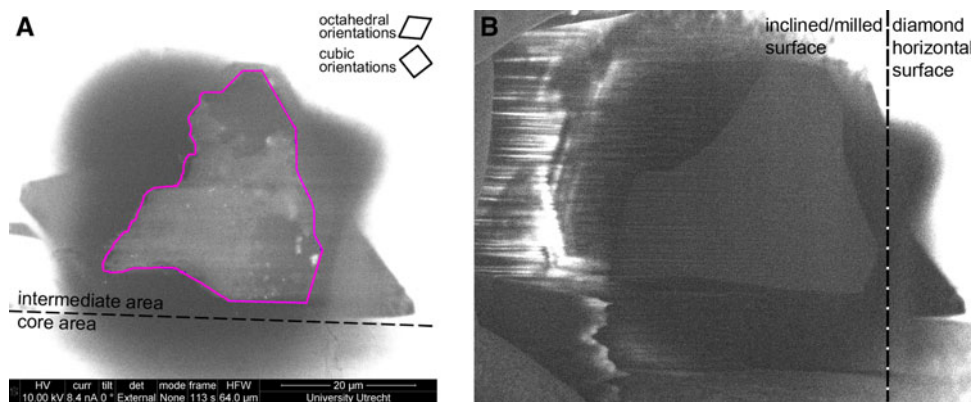 A
octahedral
orientations
cubic
orientations
intermediate area
core area
HV curr tilt det mode frame HFW 20 µm
10.00 kV 8.4 nA 0 ° External None 113 s 64.0 µm University Utrecht
B
inclined/milled
surface
diamond
horizontal
surface